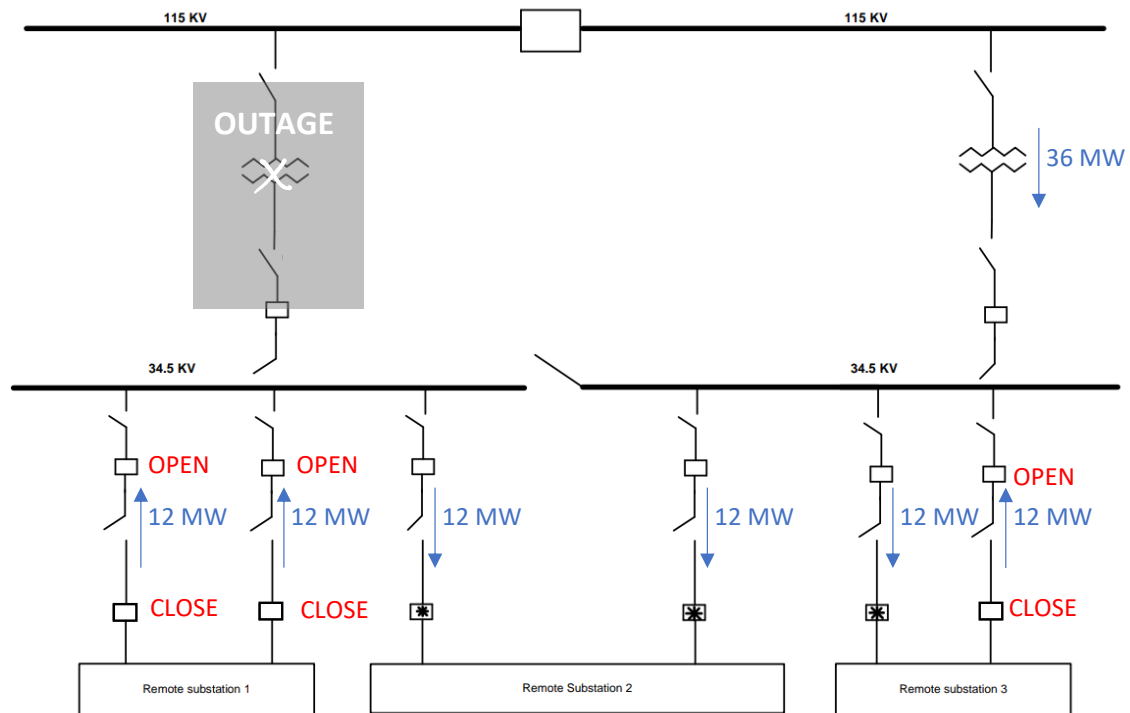 115 KV
115 KV
OUTAGE
X
36 MW
34.5 KV
34.5 KV
OPEN
OPEN
OPEN
12 MW
12 MW
12 MW
12 MW
12 MW
12 MW
CLOSE
CLOSE
CLOSE
Remote substation 1
Remote Substation 2
Remote substation 3